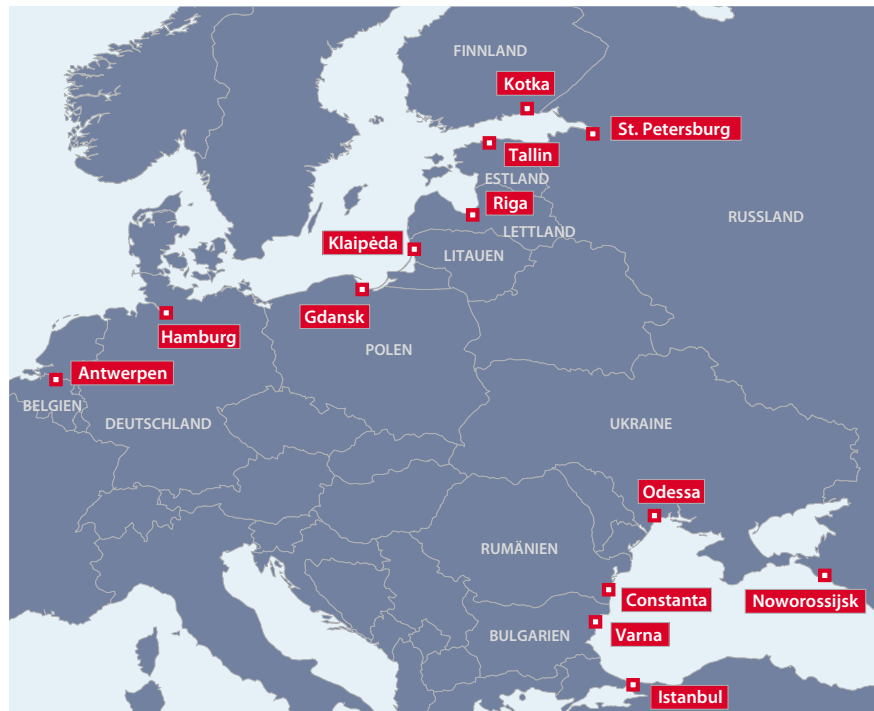 FINNLAND
Kotka
St. Petersburg
Tallin
ESTLAND
Riga
RUSSLAND
LETTLAND
Klaipėda
LITAUEN
Gdansk
Hamburg
POLEN
Antwerpen
BELGIEN
DEUTSCHLAND
UKRAINE
Odessa
RUMÄNIEN
Constanta
Noworossijsk
BULGARIEN
Varna
Istanbul